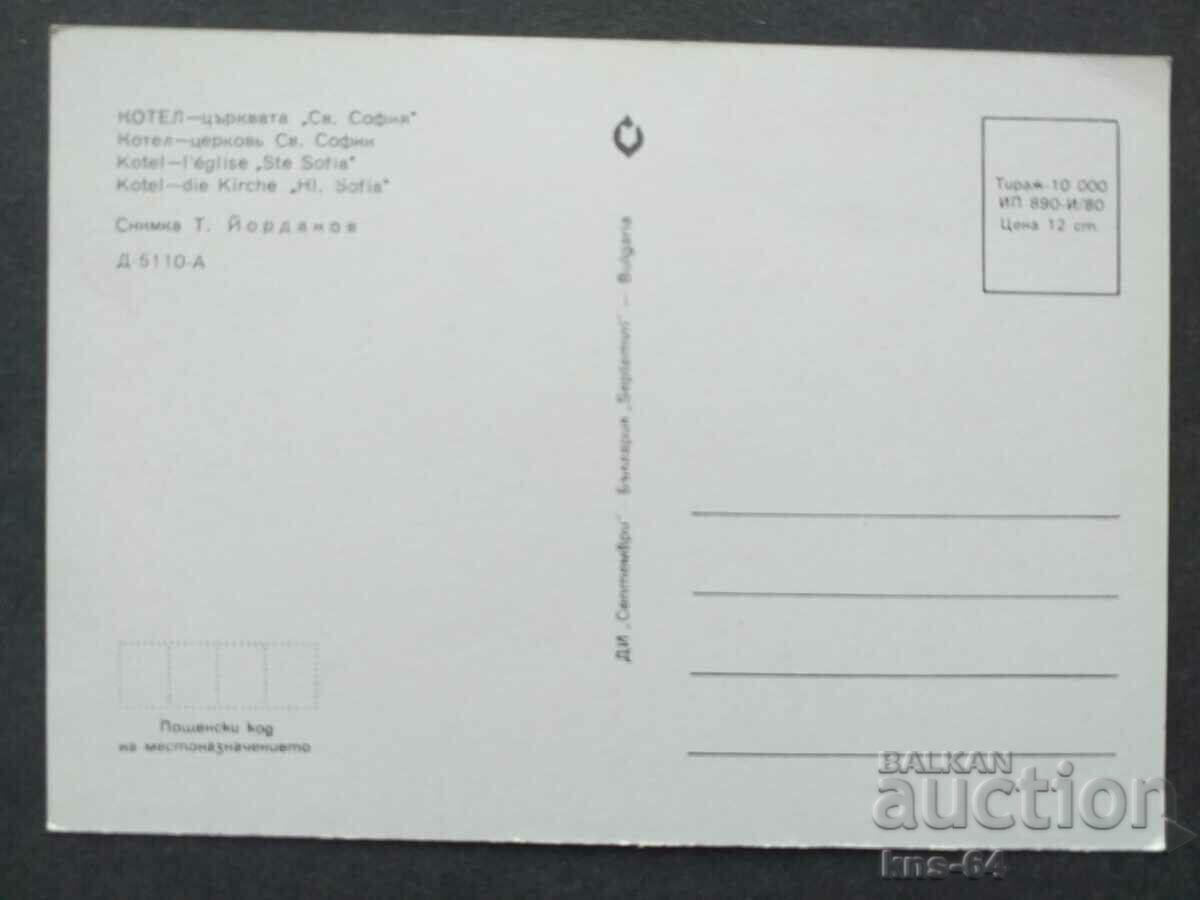 КОТЕЛ—църквата „Св. София"
Котел—церковь Св. Софии
Kotel—l'église „Ste Sofia"
Kotel—die Kirche „Hl. Sofia"
Снимка Т. Йорданов
Д-5110-А
ДИ „Септември" България „Septemvri" — Bulgaria
Тираж 10 000
ИП 890-И/80
Цена 12 ст.
Пощенски код
на местоназначението
BALKAN
auction
kns-64